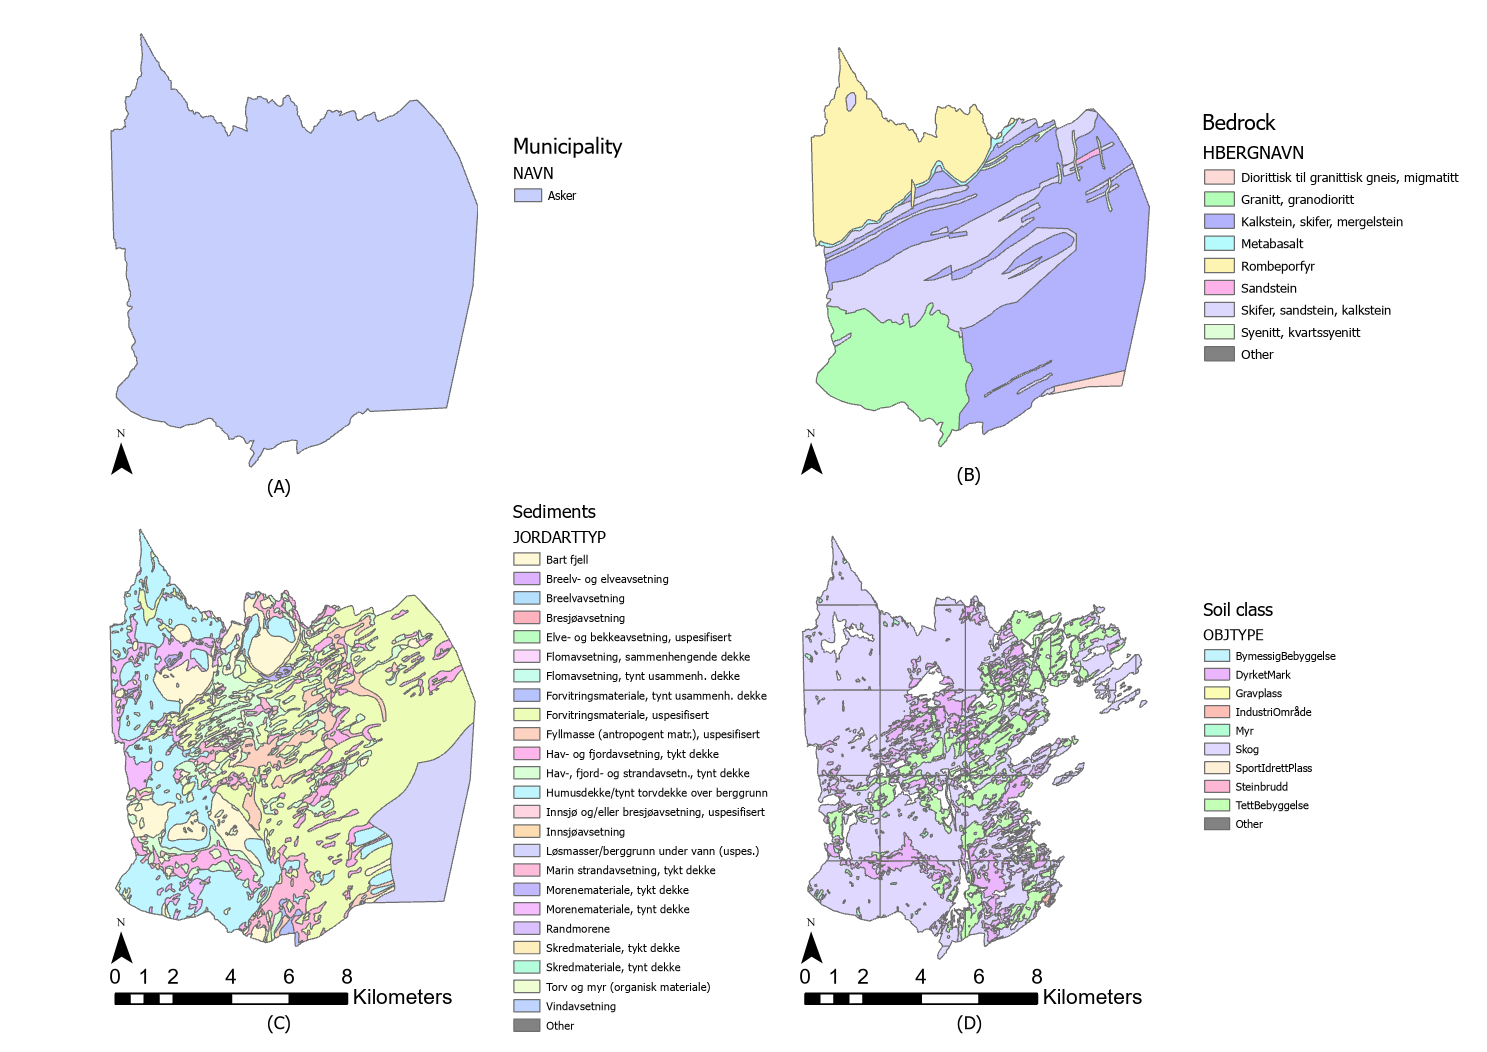 Municipality
NAVN
Asker
N
(A)
Bedrock
HBERGNAVN
Diorittisk til granittisk gneis, migmatitt
Granitt, granodioritt
Kalkstein, skifer, mergelstein
Metabasalt
Rombeporfyr
Sandstein
Skifer, sandstein, kalkstein
Syenitt, kvartssyenitt
Other
N
(B)
Sediments
JORDARTTYP
Bart fjell
Breelv- og elveavsetning
Breelvavsetning
Bresjøavsetning
Elve- og bekkeavsetning, uspesifisert
Flomavsetning, sammenhengende dekke
Flomavsetning, tynt usammenh. dekke
Forvitringsmateriale, tynt usammenh. dekke
Forvitringsmateriale, uspesifisert
Fyllmasse (antropogent matr.), uspesifisert
Hav- og fjordavsetning, tykt dekke
Hav-, fjord- og strandavsetn., tynt dekke
Humusdekke/tynt torvdekke over berggrunn
Innsjø og/eller bresjøavsetning, uspesifisert
Innsjøavsetning
Løsmasser/berggrunn under vann (uspes.)
Marin strandavsetning, tykt dekke
Morenemateriale, tykt dekke
Morenemateriale, tynt dekke
Randmorene
Skredmateriale, tykt dekke
Skredmateriale, tynt dekke
Torv og myr (organisk materiale)
Vindavsetning
Other
N
0 1 2 4 6 8
Kilometers
(C)
Soil class
OBJTYPE
BymessigBebyggelse
DyrketMark
Gravplass
IndustriOmråde
Myr
Skog
SportIdrettPlass
Steinbrudd
TettBebyggelse
Other
N
0 1 2 4 6 8
Kilometers
(D)